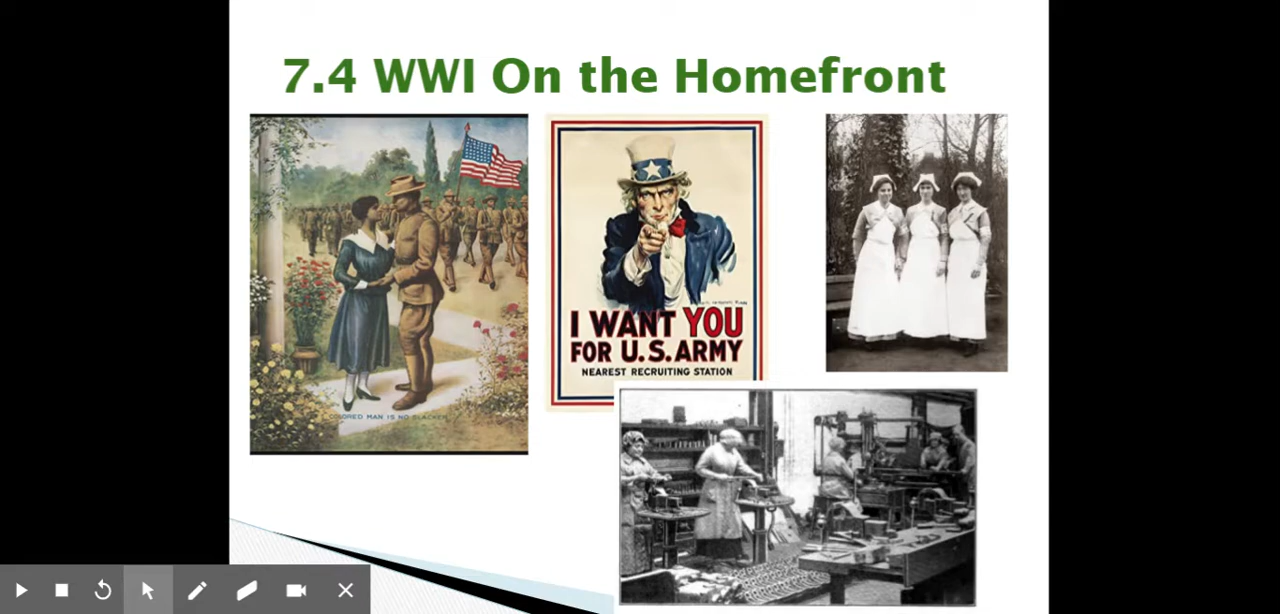 7.4 WWI On the Homefront
COLORED MAN IS NO SLACKER
I WANT YOU
FOR U.S. ARMY
NEAREST RECRUITING STATION